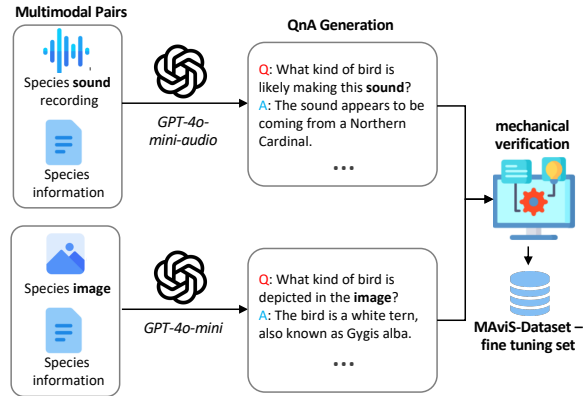 Multimodal Pairs
Species sound
recording
Species
information
GPT-4o-
mini-audio
QnA Generation
Q: What kind of bird is
likely making this sound?
A: The sound appears to be
coming from a Northern
Cardinal.
...
mechanical
verification
MAviS-Dataset –
fine tuning set
Species image
Species
information
GPT-4o-mini
Q: What kind of bird is
depicted in the image?
A: The bird is a white tern,
also known as Gygis alba.
...